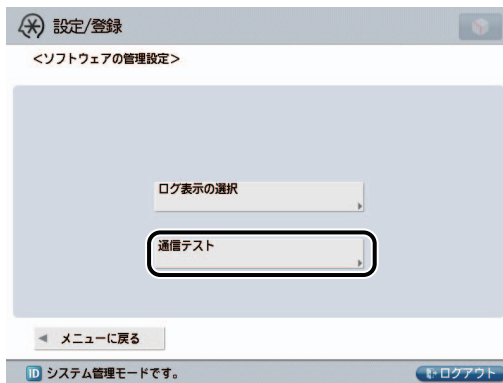 設定/登録
<ソフトウェアの管理設定>
ログ表示の選択
通信テスト
メニューに戻る
ID システム管理モードです。
ログアウト